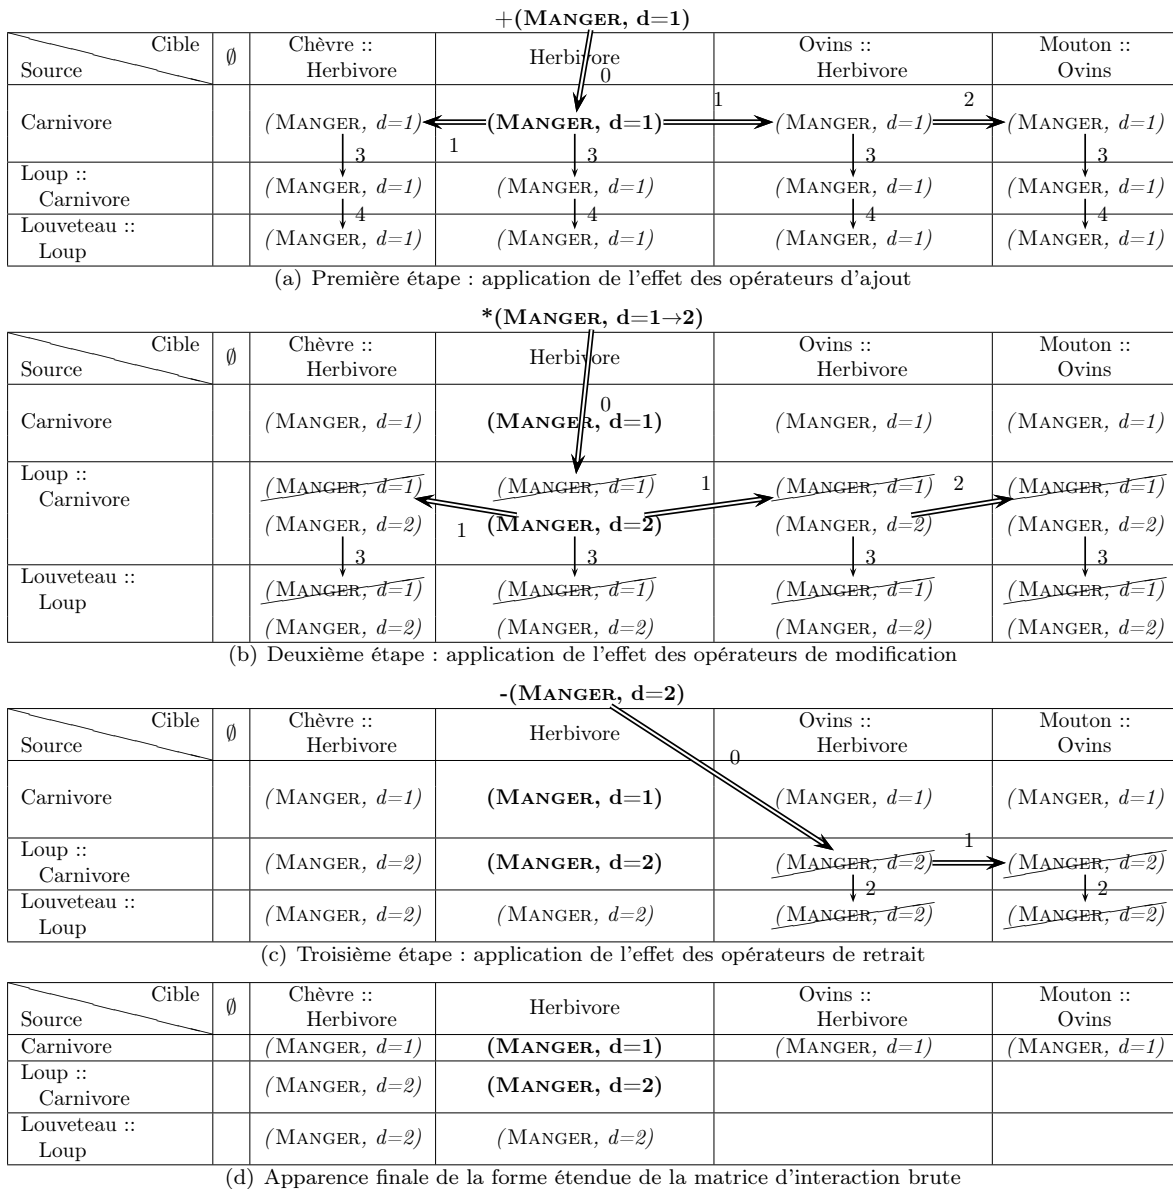 +(MANGER, d=1)
Cible ∅ Chèvre :: Herbivore Ovins :: Mouton ::
Source Herbivore Herbivore Ovins
0
1 2
Carnivore (MANGER, d=1) (MANGER, d=1) (MANGER, d=1) (MANGER, d=1)
1
3 3 3 3
Loup :: (MANGER, d=1) (MANGER, d=1) (MANGER, d=1) (MANGER, d=1)
Carnivore
4 4 4 4
Louveteau :: (MANGER, d=1) (MANGER, d=1) (MANGER, d=1) (MANGER, d=1)
Loup
(a) Première étape : application de l'effet des opérateurs d'ajout
*(MANGER, d=1→2)
Cible ∅ Chèvre :: Herbivore Ovins :: Mouton ::
Source Herbivore Herbivore Ovins
0
Carnivore (MANGER, d=1) (MANGER, d=1) (MANGER, d=1) (MANGER, d=1)
Loup :: (MANGER, d=1) (MANGER, d=1) (MANGER, d=1) (MANGER, d=1)
Carnivore
1 2
(MANGER, d=2) (MANGER, d=2) (MANGER, d=2) (MANGER, d=2)
1
3 3 3 3
Louveteau :: (MANGER, d=1) (MANGER, d=1) (MANGER, d=1) (MANGER, d=1)
Loup
(MANGER, d=2) (MANGER, d=2) (MANGER, d=2) (MANGER, d=2)
(b) Deuxième étape : application de l'effet des opérateurs de modification
-(MANGER, d=2)
Cible ∅ Chèvre :: Herbivore Ovins :: Mouton ::
Source Herbivore Herbivore Ovins
0
Carnivore (MANGER, d=1) (MANGER, d=1) (MANGER, d=1) (MANGER, d=1)
1
Loup :: (MANGER, d=2) (MANGER, d=2) (MANGER, d=2) (MANGER, d=2)
Carnivore
2 2
Louveteau :: (MANGER, d=2) (MANGER, d=2) (MANGER, d=2) (MANGER, d=2)
Loup
(c) Troisième étape : application de l'effet des opérateurs de retrait
Cible ∅ Chèvre :: Herbivore Ovins :: Mouton ::
Source Herbivore Herbivore Ovins
Carnivore (MANGER, d=1) (MANGER, d=1) (MANGER, d=1) (MANGER, d=1)
Loup :: (MANGER, d=2) (MANGER, d=2)
Carnivore
Louveteau :: (MANGER, d=2) (MANGER, d=2)
Loup
(d) Apparence finale de la forme étendue de la matrice d'interaction brute